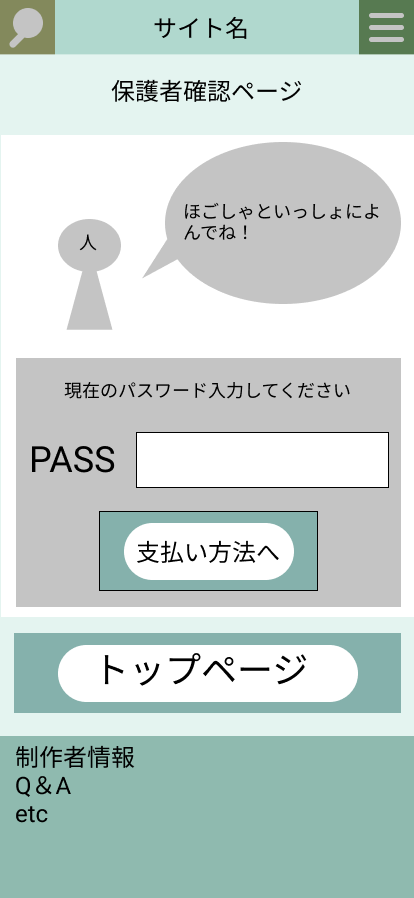 サイト名
保護者確認ページ
ほごしゃといっしょによ
んでね！
人
現在のパスワード入力してください
PASS
支払い方法へ
トップページ
制作者情報
Q＆A
etc